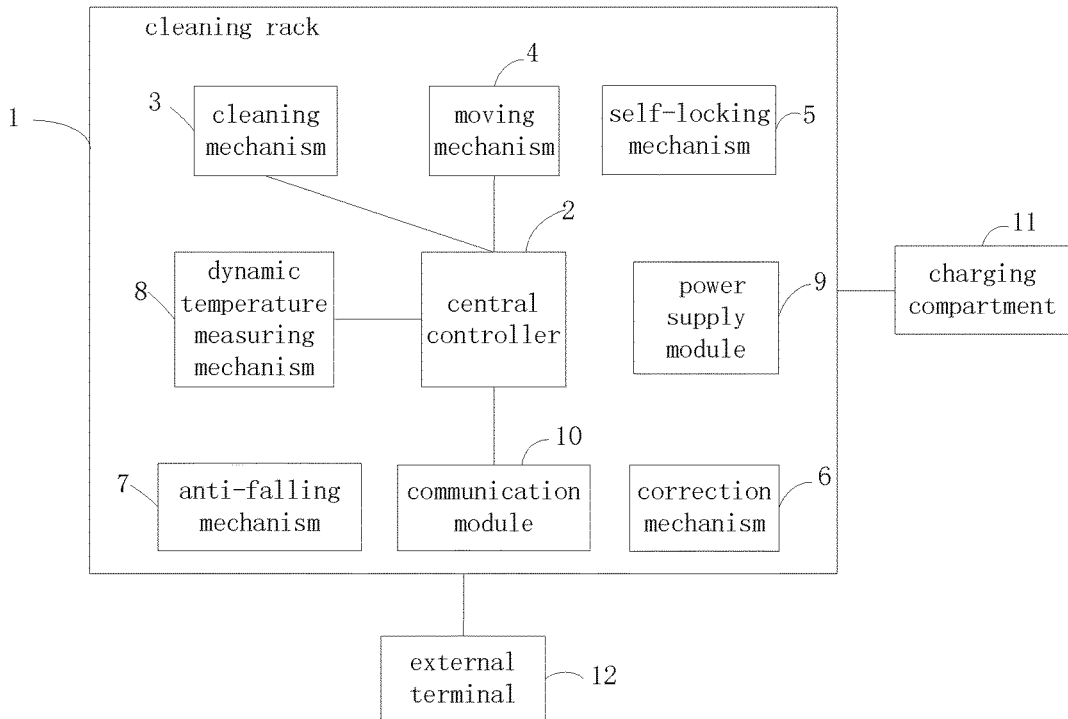 cleaning rack
4
3
1
cleaning
mechanism
moving
mechanism
self-locking
mechanism
5
2
11
8
dynamic
temperature
measuring
mechanism
central
controller
power
supply
module
9
charging
compartment
10
7
anti-falling
mechanism
communication
module
correction
mechanism
6
external
terminal
12